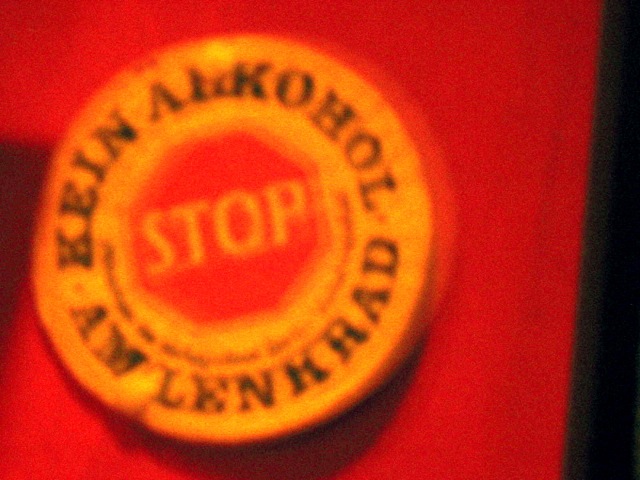 KEIN ALKOHOL
STOP
AM LENKRAD